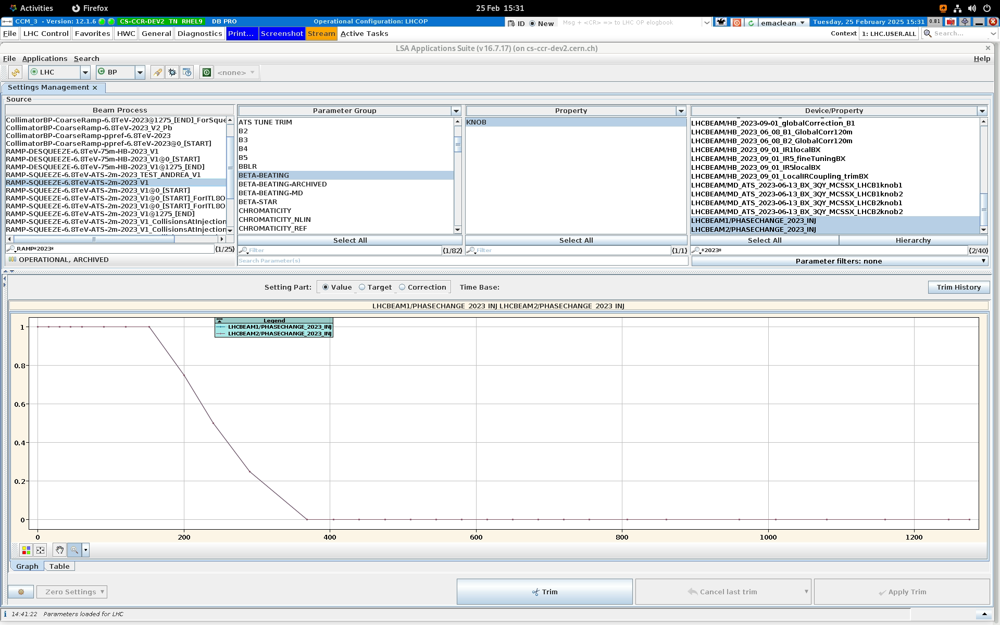 Activities Firefox 25 Feb 15:31
CCM_3 - Version: 12.1.6 CS-CCR-DEV2 TN RHEL9 DB PRO Operational Configuration: LHCOP ID New Msg + <CR> => to LHC OP elogbook emaclean Tuesday, 25 February 2025 15:31 0.81
File LHC Control Favorites HWC General Diagnostics Print... Screenshot Stream Active Tasks Context 1: LHC.USER.ALL Search...
LSA Applications Suite (v 16.7.17) (on cs-ccr-dev2.cern.ch)
File Applications Search Help
LHC BP <none>
Settings Management
Source
Beam Process
CollimatorBP-CoarseRamp-6.8TeV-2023@1275_[END]_ForSque
CollimatorBP-CoarseRamp-6.8TeV-2023_V2_Pb
CollimatorBP-CoarseRamp-ppref-6.8TeV-2023
CollimatorBP-CoarseRamp-ppref-6.8TeV-2023@0_[START]
RAMP-DESQUEEZE-6.8TeV-75m-HB-2023_V1
RAMP-DESQUEEZE-6.8TeV-75m-HB-2023_V1@0_[START]
RAMP-DESQUEEZE-6.8TeV-75m-HB-2023_V1@1275_[END]
RAMP-SQUEEZE-6.8TeV-ATS-2m-2023_TEST_ANDREA_V1
RAMP-SQUEEZE-6.8TeV-ATS-2m-2023_V1
RAMP-SQUEEZE-6.8TeV-ATS-2m-2023_V1@0_[START]
RAMP-SQUEEZE-6.8TeV-ATS-2m-2023_V1@0_[START]_ForITL8O
RAMP-SQUEEZE-6.8TeV-ATS-2m-2023_V1@0_[START]_ForITL8O
RAMP-SQUEEZE-6.8TeV-ATS-2m-2023_V1@1275_[END]
RAMP-SQUEEZE-6.8TeV-ATS-2m-2023_V1_CollisionsAtInjection
RAMP-SQUEEZE-6.8TeV-ATS-2m-2023_V1_CollisionsAtInjection
RAMP*2023* (1/25)
OPERATIONAL, ARCHIVED
Parameter Group
ATS TUNE TRIM
B2
B3
B4
B5
BBLR
BETA-BEATING
BETA-BEATING-ARCHIVED
BETA-BEATING-MD
BETA-STAR
CHROMATICITY
CHROMATICITY_NLIN
CHROMATICITY_REF
Select All
Filter (1/82)
Search Parameter(s)
Property
KNOB
Select All
Filter (1/1)
Device/Property
LHCBEAM/HB_2023-09-01_globalCorrection_B1
LHCBEAM/HB_2023_06_08_B1_GlobalCorr120m
LHCBEAM/HB_2023_06_08_B2_GlobalCorr120m
LHCBEAM/HB_2023_09_01_IR1localBX
LHCBEAM/HB_2023_09_01_IR5_fineTuningBX
LHCBEAM/HB_2023_09_01_IR5localBX
LHCBEAM/HB_2023_09_01_LocalIRCoupling_trimBX
LHCBEAM/MD_ATS_2023-06-13_BX_3QY_MCSSX_LHCB1knob1
LHCBEAM/MD_ATS_2023-06-13_BX_3QY_MCSSX_LHCB1knob2
LHCBEAM/MD_ATS_2023-06-13_BX_3QY_MCSSX_LHCB2knob1
LHCBEAM/MD_ATS_2023-06-13_BX_3QY_MCSSX_LHCB2knob2
LHCBEAM1/PHASECHANGE_2023_INJ
LHCBEAM2/PHASECHANGE_2023_INJ
Select All Hierarchy
*2023* (2/40)
Parameter filters: none
Setting Part: Value Target Correction Time Base: Trim History
LHCBEAM1/PHASECHANGE_2023_INJ LHCBEAM2/PHASECHANGE_2023_INJ
Legend
LHCBEAM1/PHASECHANGE_2023_INJ
LHCBEAM2/PHASECHANGE_2023_INJ
1
0.8
0.6
0.4
0.2
0
0 200 400 600 800 1000 1200
Graph Table
Zero Settings Trim Cancel last trim Apply Trim
14:41:22 Parameters loaded for LHC